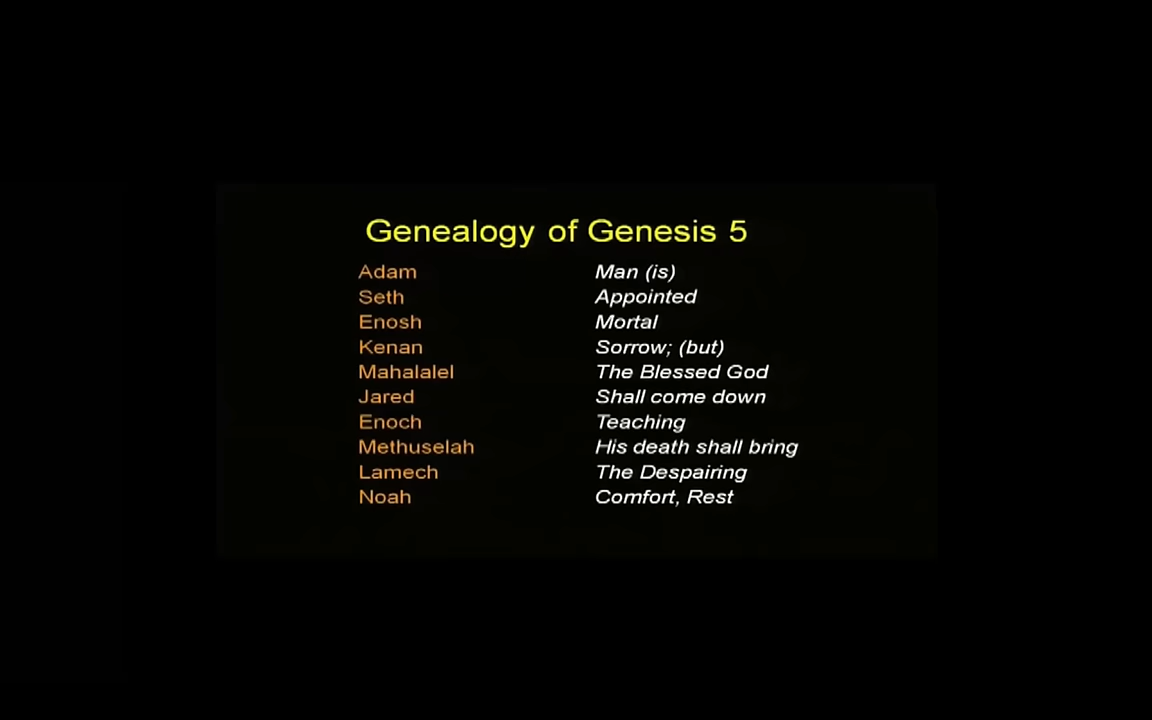 Genealogy of Genesis 5
Adam Man (is)
Seth Appointed
Enosh Mortal
Kenan Sorrow; (but)
Mahalalel The Blessed God
Jared Shall come down
Enoch Teaching
Methuselah His death shall bring
Lamech The Despairing
Noah Comfort, Rest